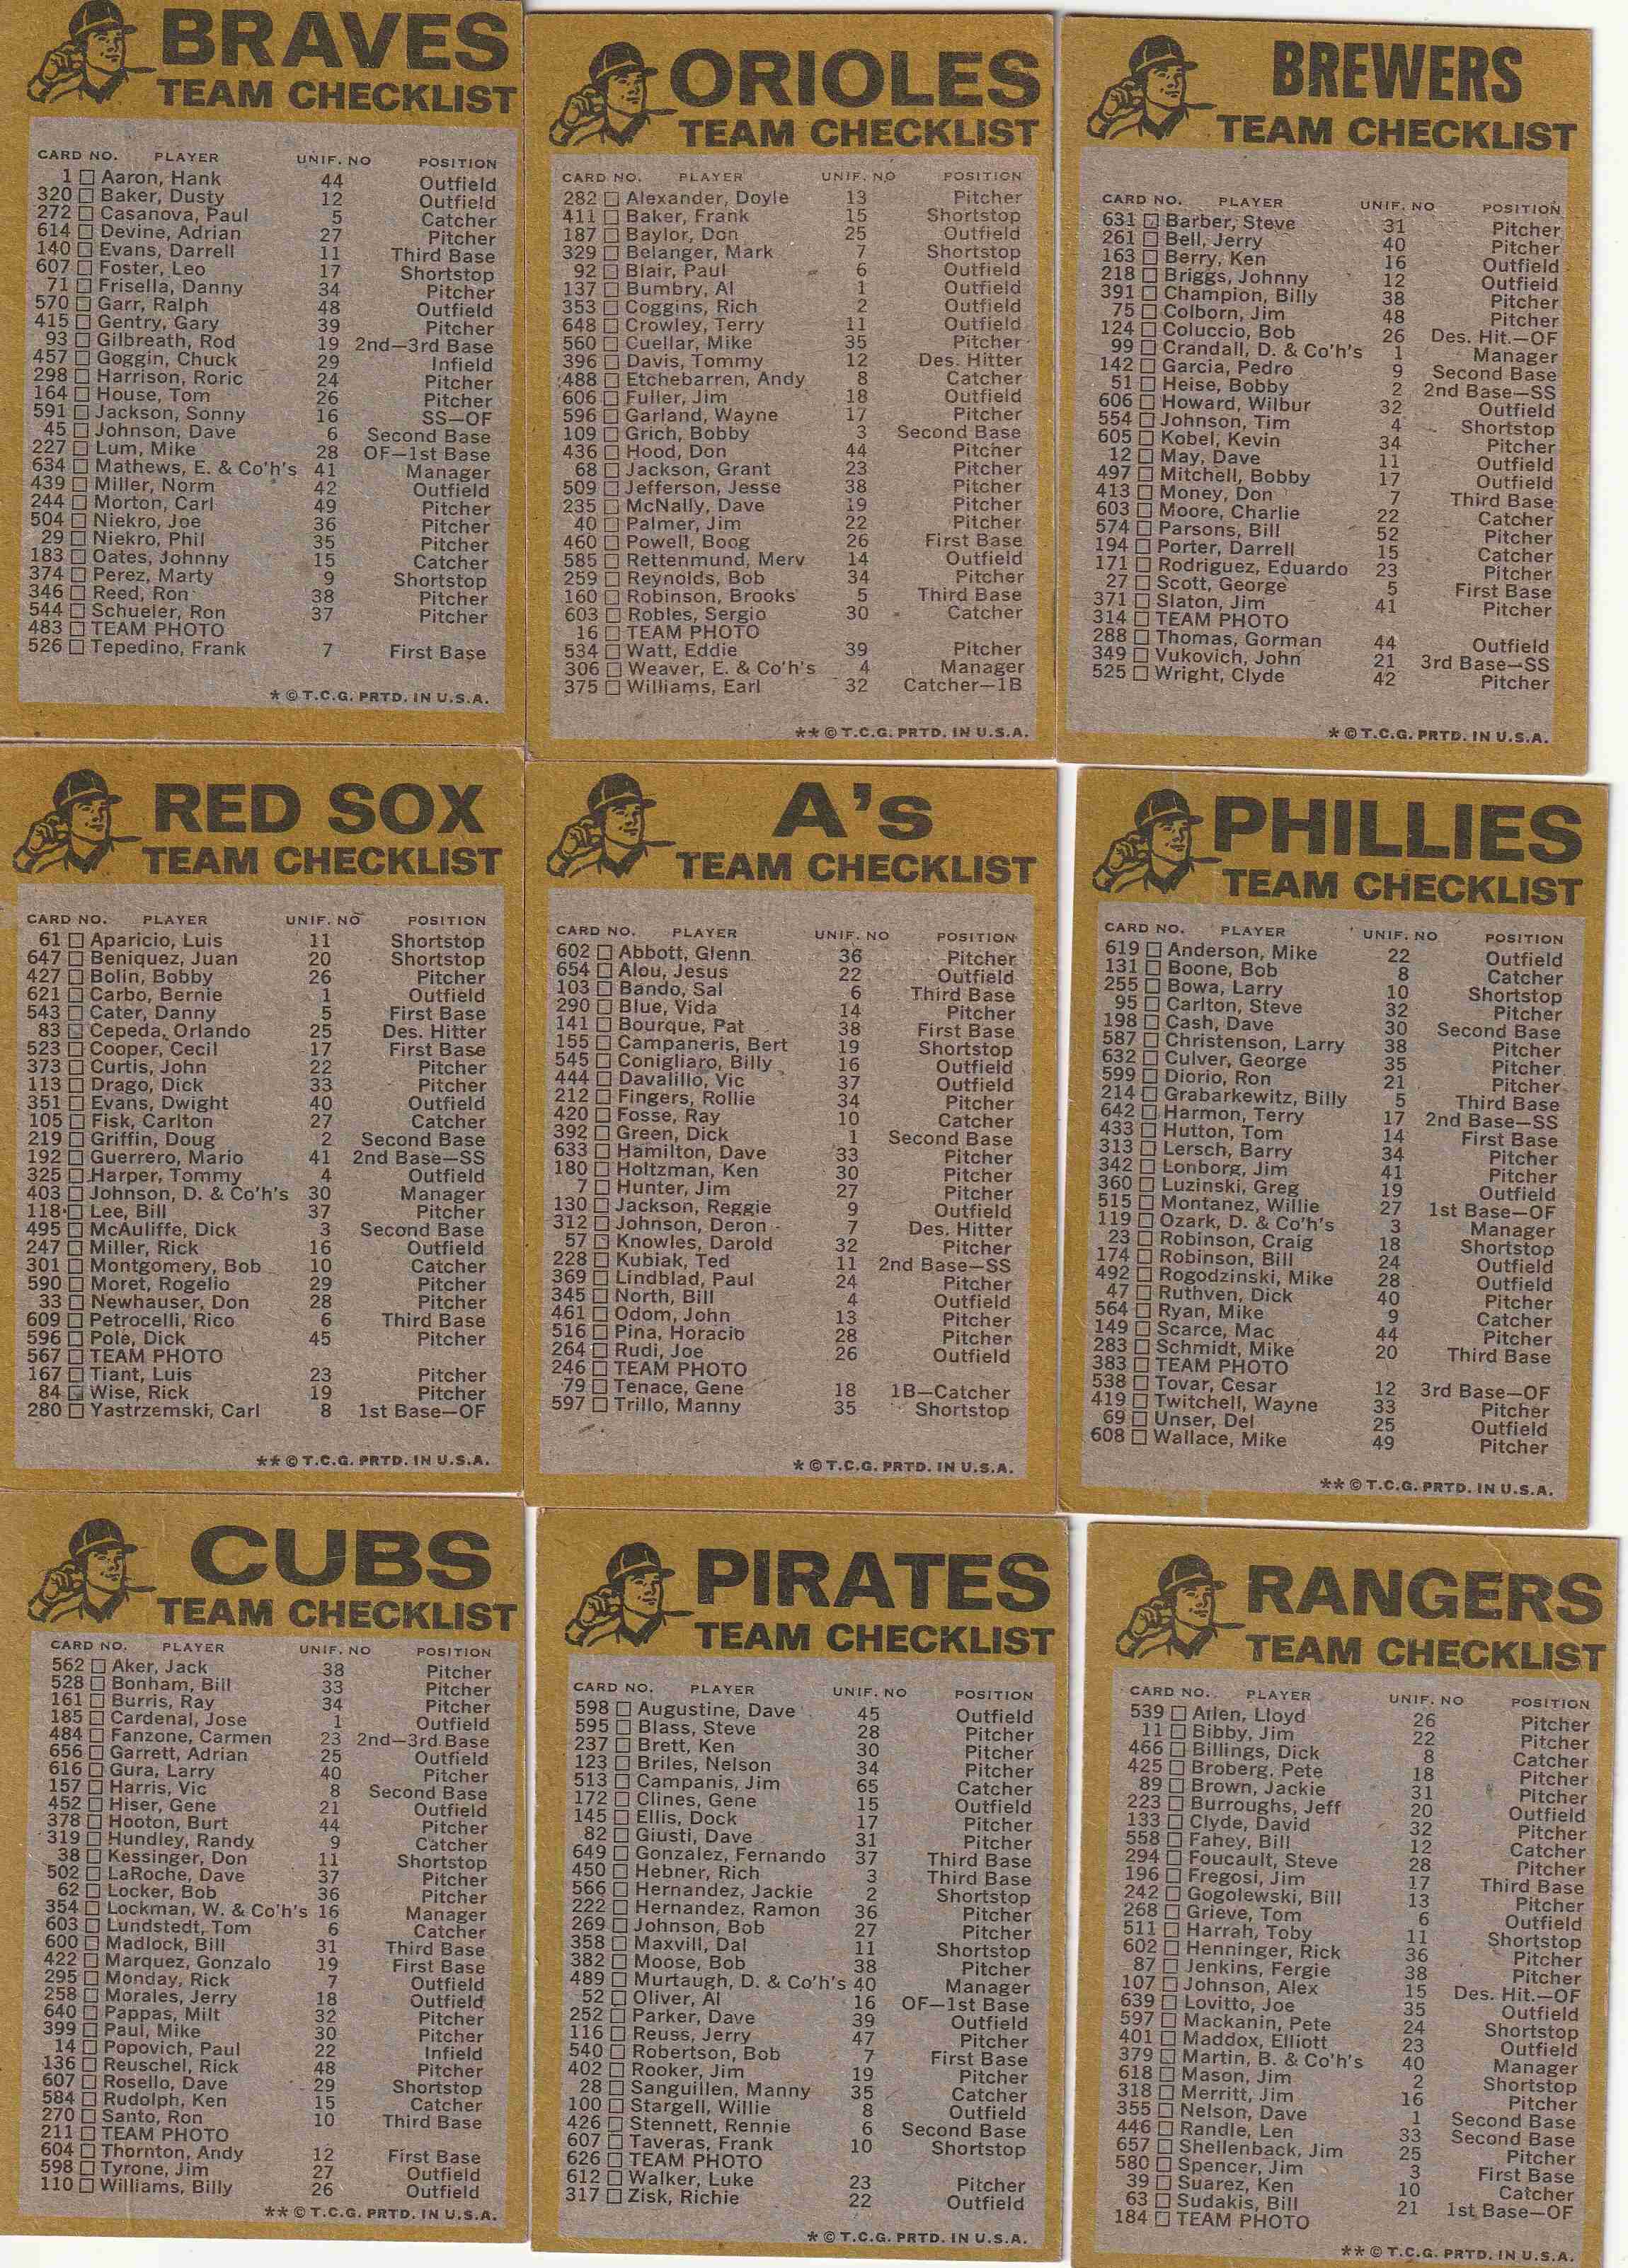 BRAVES
TEAM CHECKLIST
CARD NO. PLAYER UNIF. NO POSITION
1 Aaron, Hank 44 Outfield
320 Baker, Dusty 12 Outfield
272 Casanova, Paul 5 Catcher
614 Devine, Adrian 27 Pitcher
140 Evans, Darrell 11 Third Base
607 Foster, Leo 17 Shortstop
71 Frisella, Danny 34 Pitcher
570 Garr, Ralph 48 Outfield
415 Gentry, Gary 39 Pitcher
93 Gilbreath, Rod 19 2nd—3rd Base
457 Goggin, Chuck 29 Infield
298 Harrison, Roric 24 Pitcher
164 House, Tom 26 Pitcher
591 Jackson, Sonny 16 SS—OF
45 Johnson, Dave 6 Second Base
227 Lum, Mike 28 OF—1st Base
634 Mathews, E. & Co'h's 41 Manager
439 Miller, Norm 42 Outfield
244 Morton, Carl 49 Pitcher
504 Niekro, Joe 36 Pitcher
29 Niekro, Phil 35 Pitcher
183 Oates, Johnny 15 Catcher
374 Perez, Marty 9 Shortstop
346 Reed, Ron 38 Pitcher
544 Schueler, Ron 37 Pitcher
483 TEAM PHOTO
526 Tepedino, Frank 7 First Base
* © T.C.G. PRTD. IN U.S.A.
ORIOLES
TEAM CHECKLIST
CARD NO. PLAYER UNIF. NO POSITION
282 Alexander, Doyle 13 Pitcher
411 Baker, Frank 15 Shortstop
187 Baylor, Don 25 Outfield
329 Belanger, Mark 7 Shortstop
92 Blair, Paul 6 Outfield
137 Bumbry, Al 1 Outfield
353 Coggins, Rich 2 Outfield
648 Crowley, Terry 11 Outfield
560 Cuellar, Mike 35 Pitcher
396 Davis, Tommy 12 Des. Hitter
488 Etchebarren, Andy 8 Catcher
606 Fuller, Jim 18 Outfield
596 Garland, Wayne 17 Pitcher
109 Grich, Bobby 3 Second Base
436 Hood, Don 44 Pitcher
68 Jackson, Grant 23 Pitcher
509 Jefferson, Jesse 38 Pitcher
235 McNally, Dave 19 Pitcher
40 Palmer, Jim 22 Pitcher
460 Powell, Boog 26 First Base
585 Rettenmund, Merv 14 Outfield
259 Reynolds, Bob 34 Pitcher
160 Robinson, Brooks 5 Third Base
603 Robles, Sergio 30 Catcher
16 TEAM PHOTO
534 Watt, Eddie 39 Pitcher
306 Weaver, E. & Co'h's 4 Manager
375 Williams, Earl 32 Catcher—1B
** © T.C.G. PRTD. IN U.S.A.
BREWERS
TEAM CHECKLIST
CARD NO. PLAYER UNIF. NO POSITION
631 Barber, Steve 31 Pitcher
261 Bell, Jerry 40 Pitcher
163 Berry, Ken 16 Outfield
218 Briggs, Johnny 12 Outfield
391 Champion, Billy 38 Pitcher
75 Colborn, Jim 48 Pitcher
124 Coluccio, Bob 26 Des. Hit.—OF
99 Crandall, D. & Co'h's 1 Manager
142 Garcia, Pedro 9 Second Base
51 Heise, Bobby 2 2nd Base—SS
606 Howard, Wilbur 32 Outfield
554 Johnson, Tim 4 Shortstop
605 Kobel, Kevin 34 Pitcher
12 May, Dave 11 Outfield
497 Mitchell, Bobby 17 Outfield
413 Money, Don 7 Third Base
603 Moore, Charlie 22 Catcher
574 Parsons, Bill 52 Pitcher
194 Porter, Darrell 15 Catcher
171 Rodriguez, Eduardo 23 Pitcher
27 Scott, George 5 First Base
371 Slaton, Jim 41 Pitcher
314 TEAM PHOTO
288 Thomas, Gorman 44 Outfield
349 Vukovich, John 21 3rd Base—SS
525 Wright, Clyde 42 Pitcher
* © T.C.G. PRTD. IN U.S.A.
RED SOX
TEAM CHECKLIST
CARD NO. PLAYER UNIF. NO POSITION
61 Aparicio, Luis 11 Shortstop
647 Beniquez, Juan 20 Shortstop
427 Bolin, Bobby 26 Pitcher
621 Carbo, Bernie 1 Outfield
543 Cater, Danny 5 First Base
83 Cepeda, Orlando 25 Des. Hitter
523 Cooper, Cecil 17 First Base
373 Curtis, John 22 Pitcher
113 Drago, Dick 33 Pitcher
351 Evans, Dwight 40 Outfield
105 Fisk, Carlton 27 Catcher
219 Griffin, Doug 2 Second Base
192 Guerrero, Mario 41 2nd Base—SS
325 Harper, Tommy 4 Outfield
403 Johnson, D. & Co'h's 30 Manager
118 Lee, Bill 37 Pitcher
495 McAuliffe, Dick 3 Second Base
247 Miller, Rick 16 Outfield
301 Montgomery, Bob 10 Catcher
590 Moret, Rogelio 29 Pitcher
33 Newhauser, Don 28 Pitcher
609 Petrocelli, Rico 6 Third Base
596 Pole, Dick 45 Pitcher
567 TEAM PHOTO
167 Tiant, Luis 23 Pitcher
84 Wise, Rick 19 Pitcher
280 Yastrzemski, Carl 8 1st Base—OF
** © T.C.G. PRTD. IN U.S.A.
A's
TEAM CHECKLIST
CARD NO. PLAYER UNIF. NO POSITION
602 Abbott, Glenn 36 Pitcher
654 Alou, Jesus 22 Outfield
103 Bando, Sal 6 Third Base
290 Blue, Vida 14 Pitcher
141 Bourque, Pat 38 First Base
155 Campaneris, Bert 19 Shortstop
545 Conigliaro, Billy 16 Outfield
444 Davalillo, Vic 37 Outfield
212 Fingers, Rollie 34 Pitcher
420 Fosse, Ray 10 Catcher
392 Green, Dick 1 Second Base
633 Hamilton, Dave 33 Pitcher
180 Holtzman, Ken 30 Pitcher
7 Hunter, Jim 27 Pitcher
130 Jackson, Reggie 9 Outfield
312 Johnson, Deron 7 Des. Hitter
57 Knowles, Darold 32 Pitcher
228 Kubiak, Ted 11 2nd Base—SS
369 Lindblad, Paul 24 Pitcher
345 North, Bill 4 Outfield
461 Odom, John 13 Pitcher
516 Pina, Horacio 28 Pitcher
264 Rudi, Joe 26 Outfield
246 TEAM PHOTO
79 Tenace, Gene 18 1B—Catcher
597 Trillo, Manny 35 Shortstop
* © T.C.G. PRTD. IN U.S.A.
PHILLIES
TEAM CHECKLIST
CARD NO. PLAYER UNIF. NO POSITION
619 Anderson, Mike 22 Outfield
131 Boone, Bob 8 Catcher
255 Bowa, Larry 10 Shortstop
95 Carlton, Steve 32 Pitcher
198 Cash, Dave 30 Second Base
587 Christenson, Larry 38 Pitcher
632 Culver, George 35 Pitcher
599 Diorio, Ron 21 Pitcher
214 Grabarkewitz, Billy 5 Third Base
642 Harmon, Terry 17 2nd Base—SS
433 Hutton, Tom 14 First Base
313 Lersch, Barry 34 Pitcher
342 Lonborg, Jim 41 Pitcher
360 Luzinski, Greg 19 Outfield
515 Montanez, Willie 27 1st Base—OF
119 Ozark, D. & Co'h's 3 Manager
23 Robinson, Craig 18 Shortstop
174 Robinson, Bill 24 Outfield
492 Rogodzinski, Mike 28 Outfield
47 Ruthven, Dick 40 Pitcher
564 Ryan, Mike 9 Catcher
149 Scarce, Mac 44 Pitcher
283 Schmidt, Mike 20 Third Base
383 TEAM PHOTO
538 Tovar, Cesar 12 3rd Base—OF
419 Twitchell, Wayne 33 Pitcher
69 Unser, Del 25 Outfield
608 Wallace, Mike 49 Pitcher
** © T.C.G. PRTD. IN U.S.A.
CUBS
TEAM CHECKLIST
CARD NO. PLAYER UNIF. NO POSITION
562 Aker, Jack 38 Pitcher
528 Bonham, Bill 33 Pitcher
161 Burris, Ray 34 Pitcher
185 Cardenal, Jose 1 Outfield
484 Fanzone, Carmen 23 2nd—3rd Base
656 Garrett, Adrian 25 Outfield
616 Gura, Larry 40 Pitcher
157 Harris, Vic 8 Second Base
452 Hiser, Gene 21 Outfield
378 Hooton, Burt 44 Pitcher
319 Hundley, Randy 9 Catcher
38 Kessinger, Don 11 Shortstop
502 LaRoche, Dave 37 Pitcher
62 Locker, Bob 36 Pitcher
354 Lockman, W. & Co'h's 16 Manager
603 Lundstedt, Tom 6 Catcher
600 Madlock, Bill 31 Third Base
422 Marquez, Gonzalo 19 First Base
295 Monday, Rick 7 Outfield
258 Morales, Jerry 18 Outfield
640 Pappas, Milt 32 Pitcher
399 Paul, Mike 30 Pitcher
14 Popovich, Paul 22 Infield
136 Reuschel, Rick 48 Pitcher
607 Rosello, Dave 29 Shortstop
584 Rudolph, Ken 15 Catcher
270 Santo, Ron 10 Third Base
211 TEAM PHOTO
604 Thornton, Andy 12 First Base
598 Tyrone, Jim 27 Outfield
110 Williams, Billy 26 Outfield
** © T.C.G. PRTD. IN U.S.A.
PIRATES
TEAM CHECKLIST
CARD NO. PLAYER UNIF. NO POSITION
598 Augustine, Dave 45 Outfield
595 Blass, Steve 28 Pitcher
237 Brett, Ken 30 Pitcher
123 Briles, Nelson 34 Pitcher
513 Campanis, Jim 65 Catcher
172 Clines, Gene 15 Outfield
145 Ellis, Dock 17 Pitcher
82 Giusti, Dave 31 Pitcher
649 Gonzalez, Fernando 37 Third Base
450 Hebner, Rich 3 Third Base
566 Hernandez, Jackie 2 Shortstop
222 Hernandez, Ramon 36 Pitcher
269 Johnson, Bob 27 Pitcher
358 Maxvill, Dal 11 Shortstop
382 Moose, Bob 38 Pitcher
489 Murtaugh, D. & Co'h's 40 Manager
52 Oliver, Al 16 OF—1st Base
252 Parker, Dave 39 Outfield
116 Reuss, Jerry 47 Pitcher
540 Robertson, Bob 7 First Base
402 Rooker, Jim 19 Pitcher
28 Sanguillen, Manny 35 Catcher
100 Stargell, Willie 8 Outfield
426 Stennett, Rennie 6 Second Base
607 Taveras, Frank 10 Shortstop
626 TEAM PHOTO
612 Walker, Luke 23 Pitcher
317 Zisk, Richie 22 Outfield
* © T.C.G. PRTD. IN U.S.A.
RANGERS
TEAM CHECKLIST
CARD NO. PLAYER UNIF. NO POSITION
539 Allen, Lloyd 26 Pitcher
11 Bibby, Jim 22 Pitcher
466 Billings, Dick 8 Catcher
425 Broberg, Pete 18 Pitcher
89 Brown, Jackie 31 Pitcher
223 Burroughs, Jeff 20 Outfield
133 Clyde, David 32 Pitcher
558 Fahey, Bill 12 Catcher
294 Foucault, Steve 28 Pitcher
196 Fregosi, Jim 17 Third Base
242 Gogolewski, Bill 13 Pitcher
268 Grieve, Tom 6 Outfield
511 Harrah, Toby 11 Shortstop
602 Henninger, Rick 36 Pitcher
87 Jenkins, Fergie 38 Pitcher
107 Johnson, Alex 15 Des. Hit.—OF
639 Lovitto, Joe 35 Outfield
597 Mackanin, Pete 24 Shortstop
401 Maddox, Elliott 23 Outfield
379 Martin, B. & Co'h's 40 Manager
618 Mason, Jim 2 Shortstop
318 Merritt, Jim 16 Pitcher
355 Nelson, Dave 1 Second Base
446 Randle, Len 33 Second Base
657 Shellenback, Jim 25 Pitcher
580 Spencer, Jim 3 First Base
39 Suarez, Ken 10 Catcher
63 Sudakis, Bill 21 1st Base—OF
184 TEAM PHOTO
** © T.C.G. PRTD. IN U.S.A.